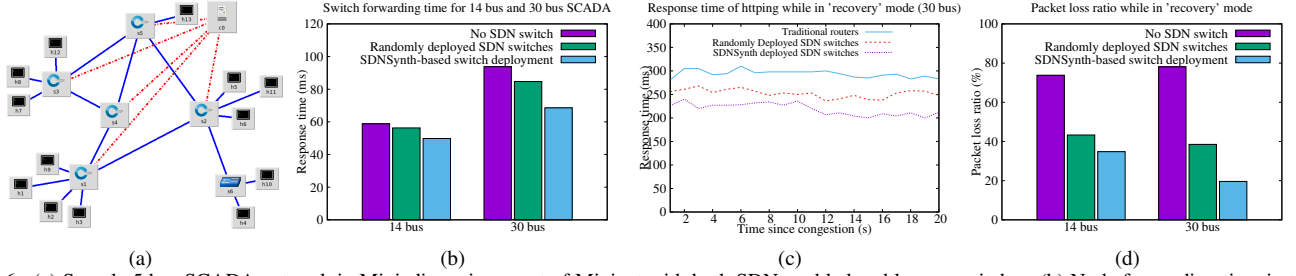 h13
c0
s5
h12
h8
s3
h7
s4
h5
h11
s2
h6
h9
s1
h1
h2
h3
s6
h10
h4
(a)
Switch forwarding time for 14 bus and 30 bus SCADA
No SDN switch
Randomly deployed SDN switches
SDNSynth-based switch deployment
Response time (ms)
120
100
80
60
40
20
0
14 bus
30 bus
(b)
Response time of httping while in 'recovery' mode (30 bus)
Traditional routers
Randomly Deployed SDN switches
SDNSynth deployed SDN switches
Response time (ms)
400
350
300
250
200
150
100
50
0
2 4 6 8 10 12 14 16 18 20
Time since congestion (s)
(c)
Packet loss ratio while in 'recovery' mode
No SDN switch
Randomly deployed SDN switches
SDNSynth-based switch deployment
Packet loss ratio (%)
100
80
60
40
20
0
14 bus
30 bus
(d)